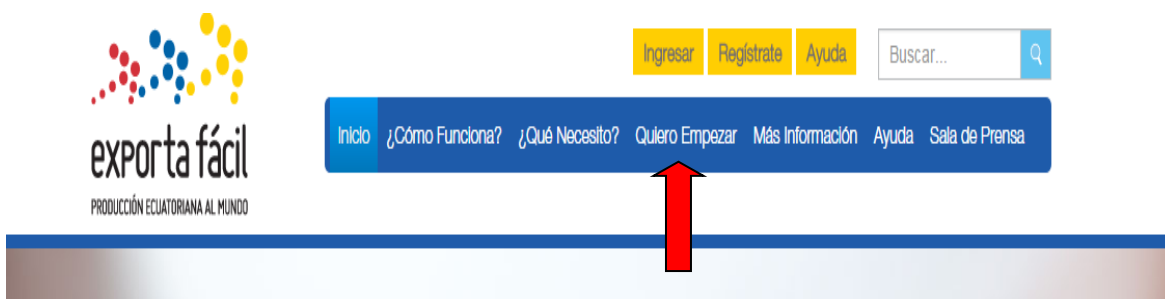 Ingresar Regístrate Ayuda Buscar...
exporta fácil
PRODUCCIÓN ECUATORIANA AL MUNDO
Inicio ¿Cómo Funciona? ¿Qué Necesito? Quiero Empezar Más Información Ayuda Sala de Prensa